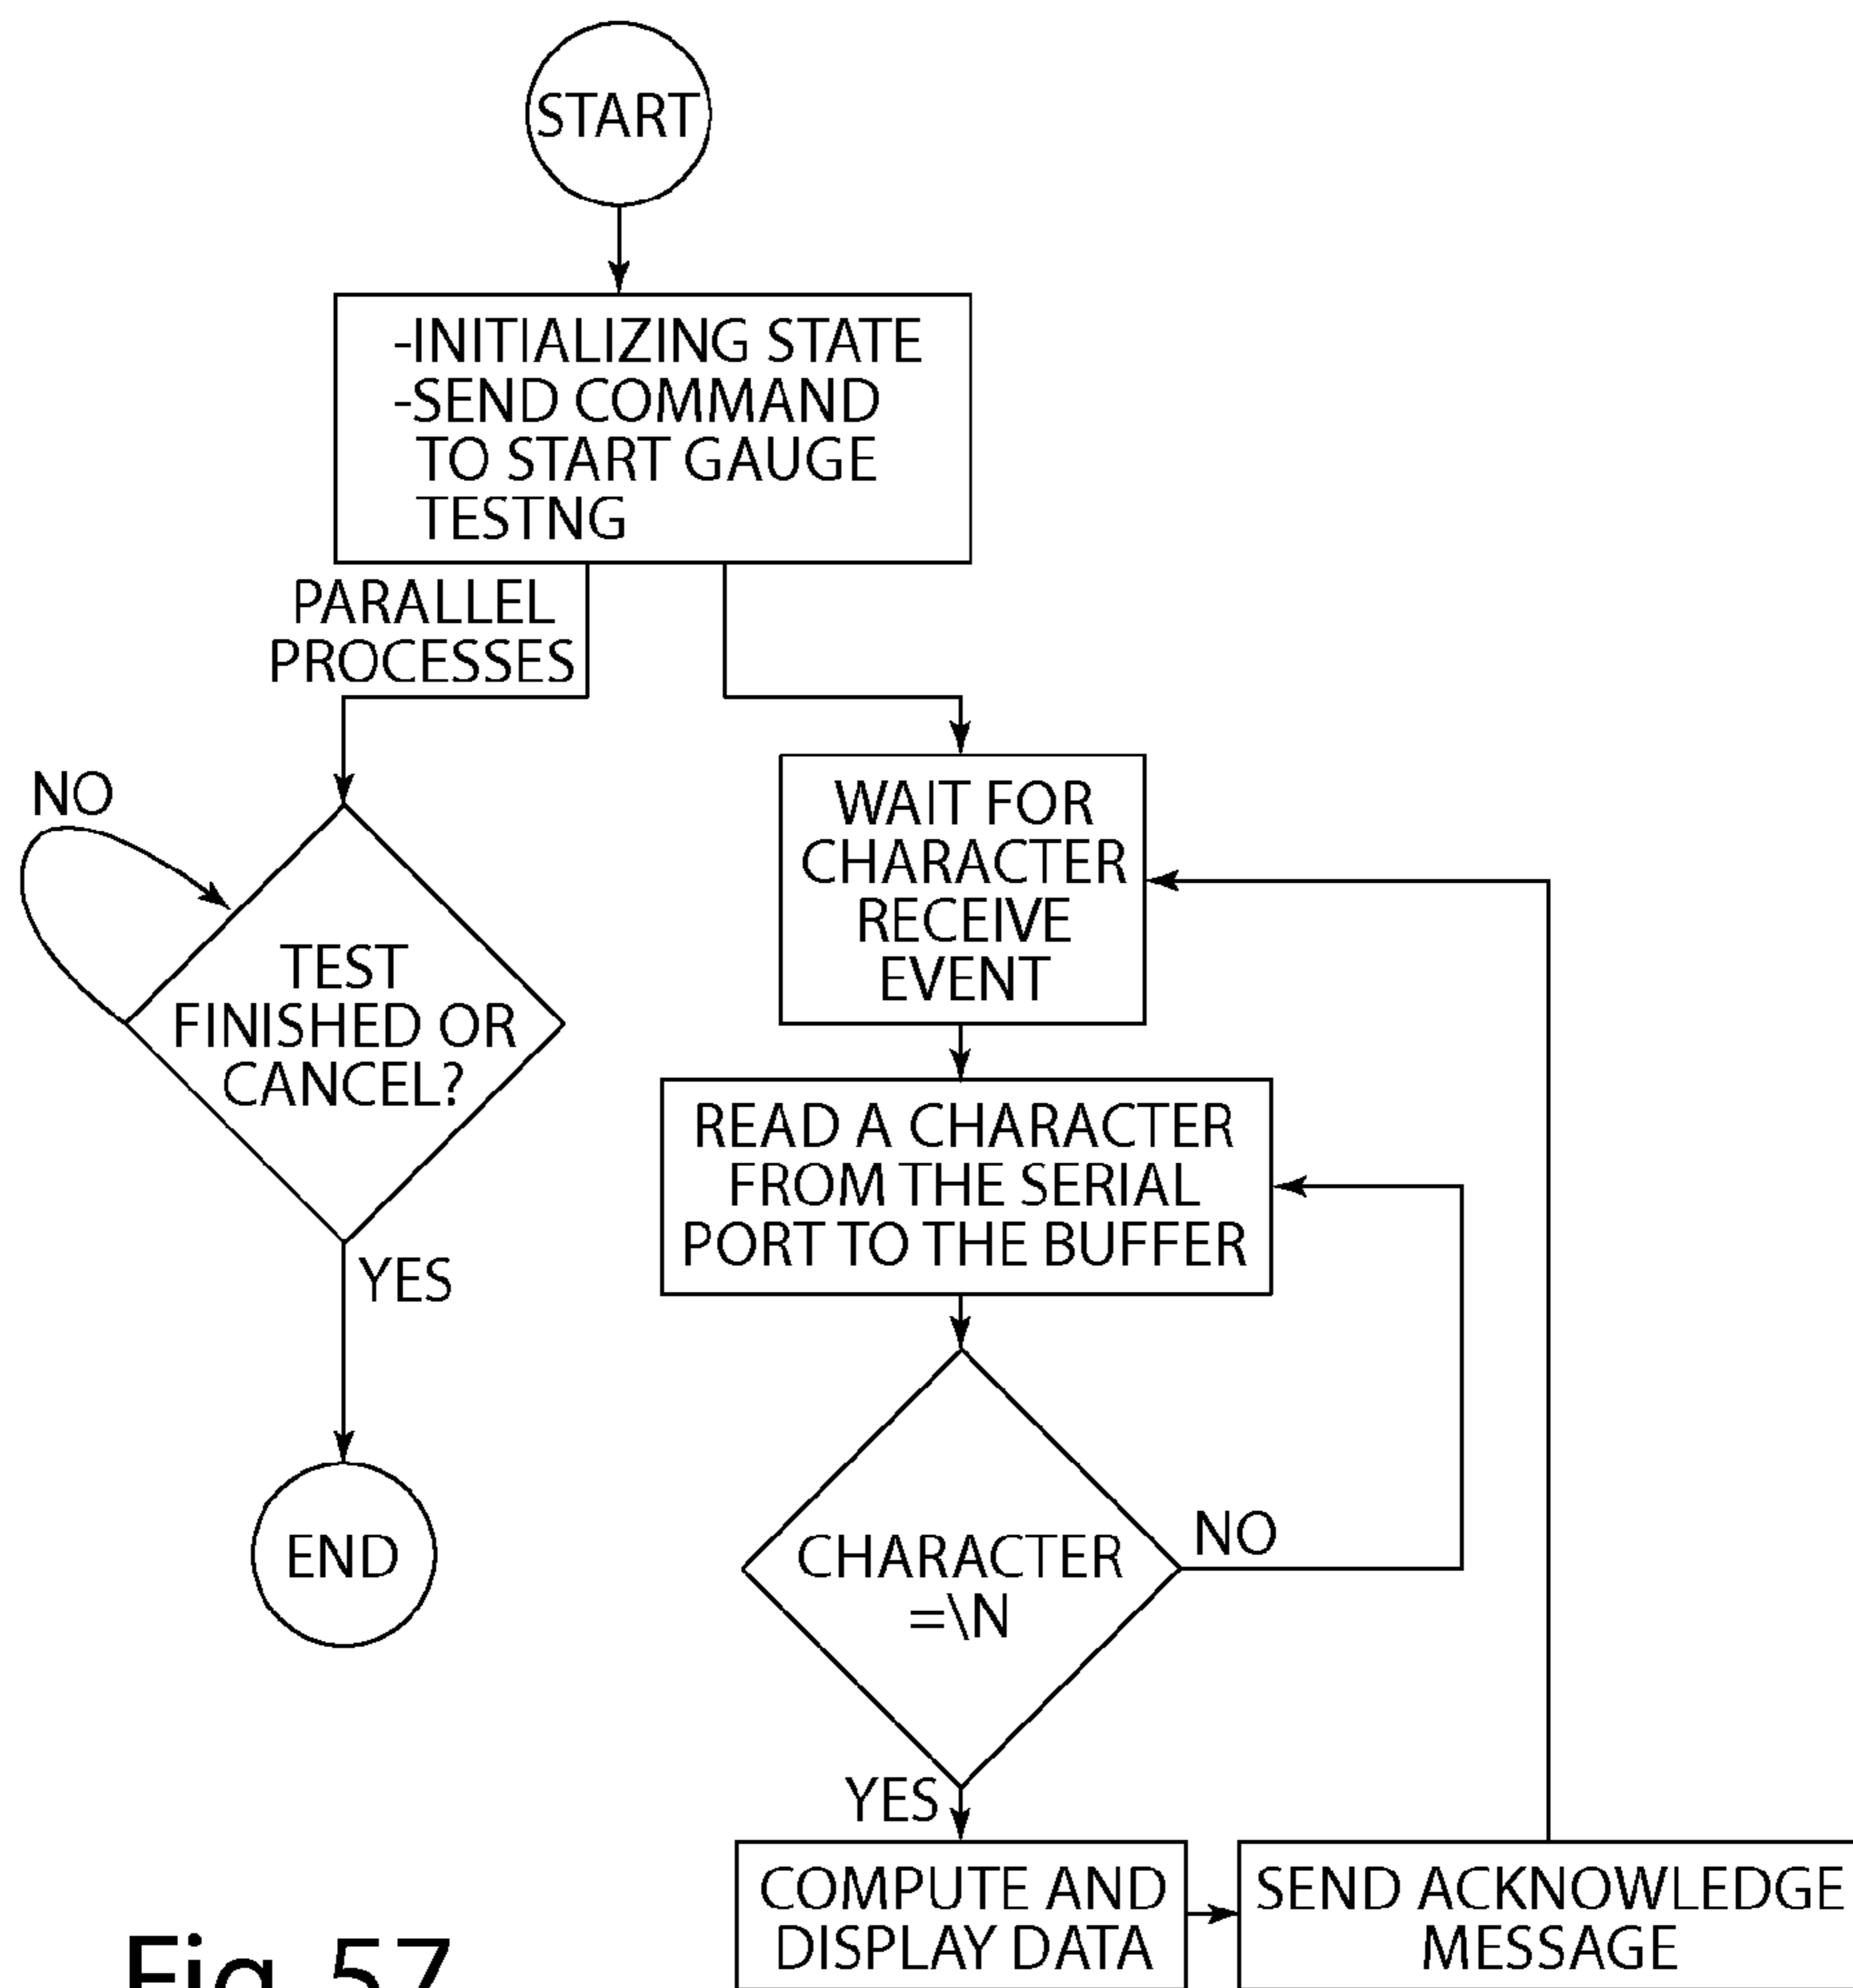 START
-INITIALIZING STATE
-SEND COMMAND
TO START GAUGE
TESTNG
PARALLEL
PROCESSES
NO
TEST
FINISHED OR
CANCEL?
YES
END
WAIT FOR
CHARACTER
RECEIVE
EVENT
READ A CHARACTER
FROM THE SERIAL
PORT TO THE BUFFER
CHARACTER
=\N
NO
YES
COMPUTE AND
DISPLAY DATA
SEND ACKNOWLEDGE
MESSAGE
Fig. 57